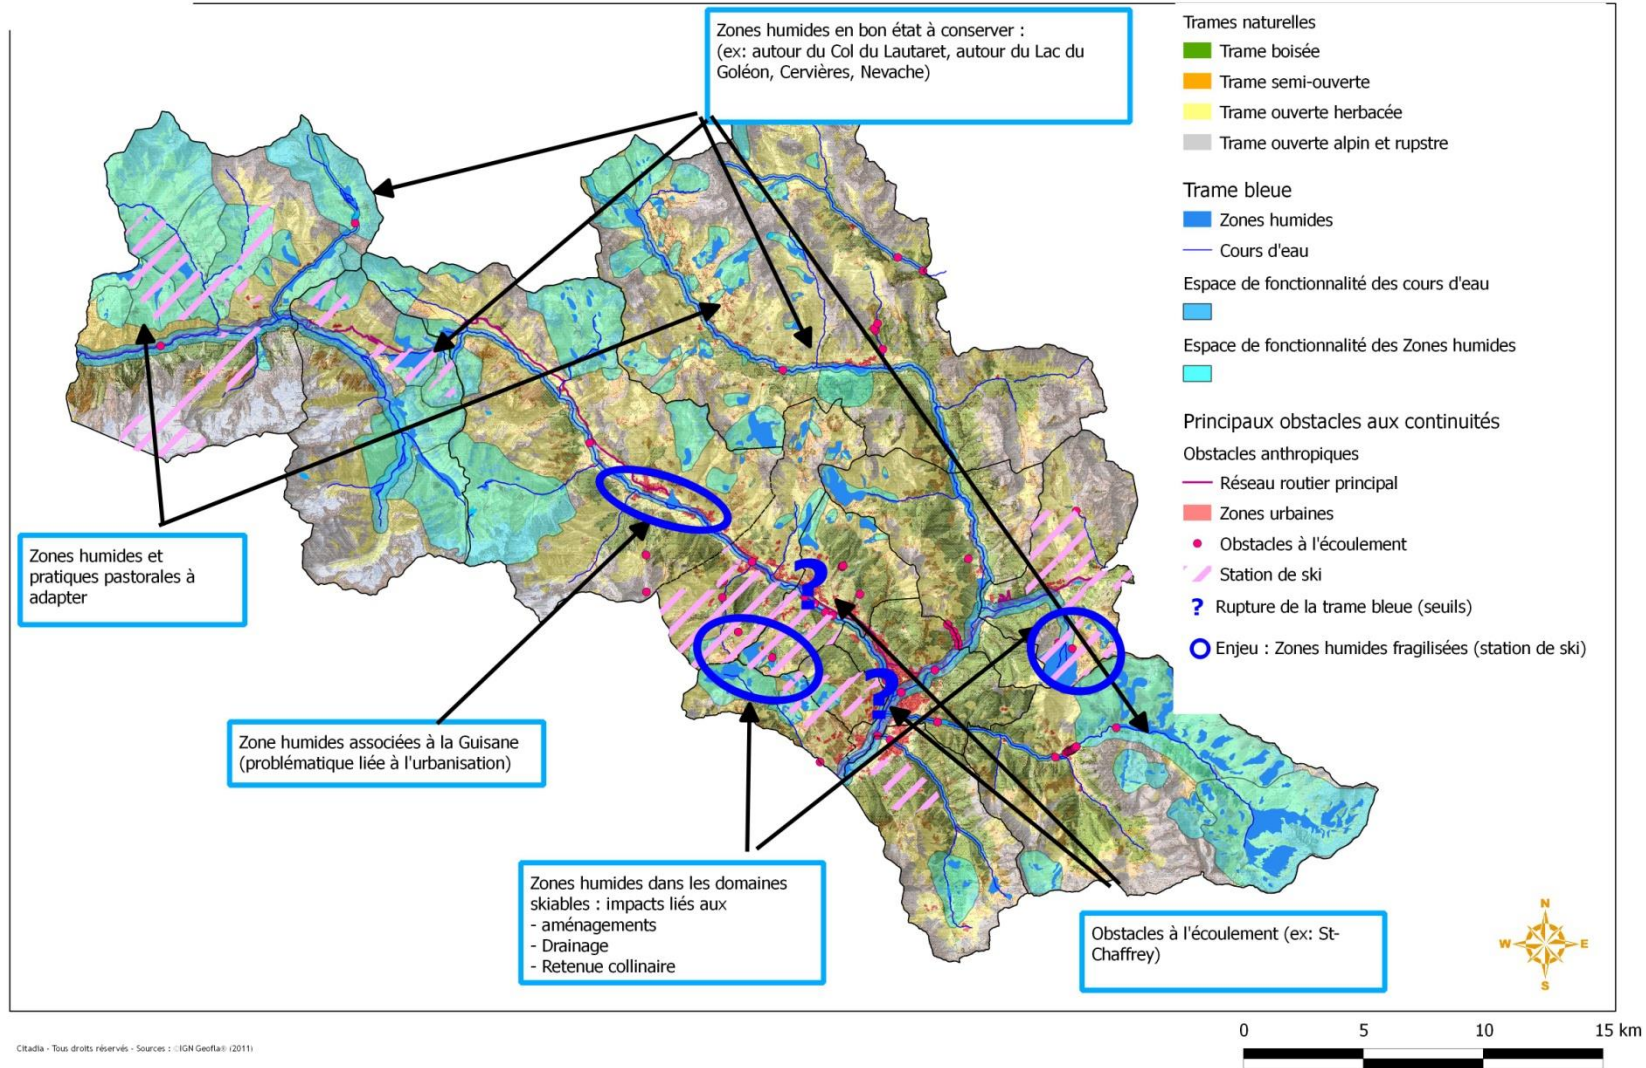 Zones humides en bon état à conserver :
(ex: autour du Col du Lautaret, autour du Lac du
Goléon, Cervières, Nevache)
Zones humides et
pratiques pastorales à
adapter
Zone humides associées à la Guisane
(problématique liée à l'urbanisation)
Zones humides dans les domaines
skiables : impacts liés aux
- aménagements
- Drainage
- Retenue collinaire
Obstacles à l'écoulement (ex: St-
Chaffrey)
?
?
Trames naturelles
Trame boisée
Trame semi-ouverte
Trame ouverte herbacée
Trame ouverte alpin et rupstre
Trame bleue
Zones humides
Cours d'eau
Espace de fonctionalité des cours d'eau
Espace de fonctionalité des Zones humides
Principaux obstacles aux continuités
Obstacles anthropiques
Réseau routier principal
Zones urbaines
Obstacles à l'écoulement
Station de ski
? Rupture de la trame bleue (seuils)
Enjeu : Zones humides fragilisées (station de ski)
N
W E
S
0 5 10 15 km
Citadia - Tous droits réservés - Sources : ©IGN Geofla® (2011)